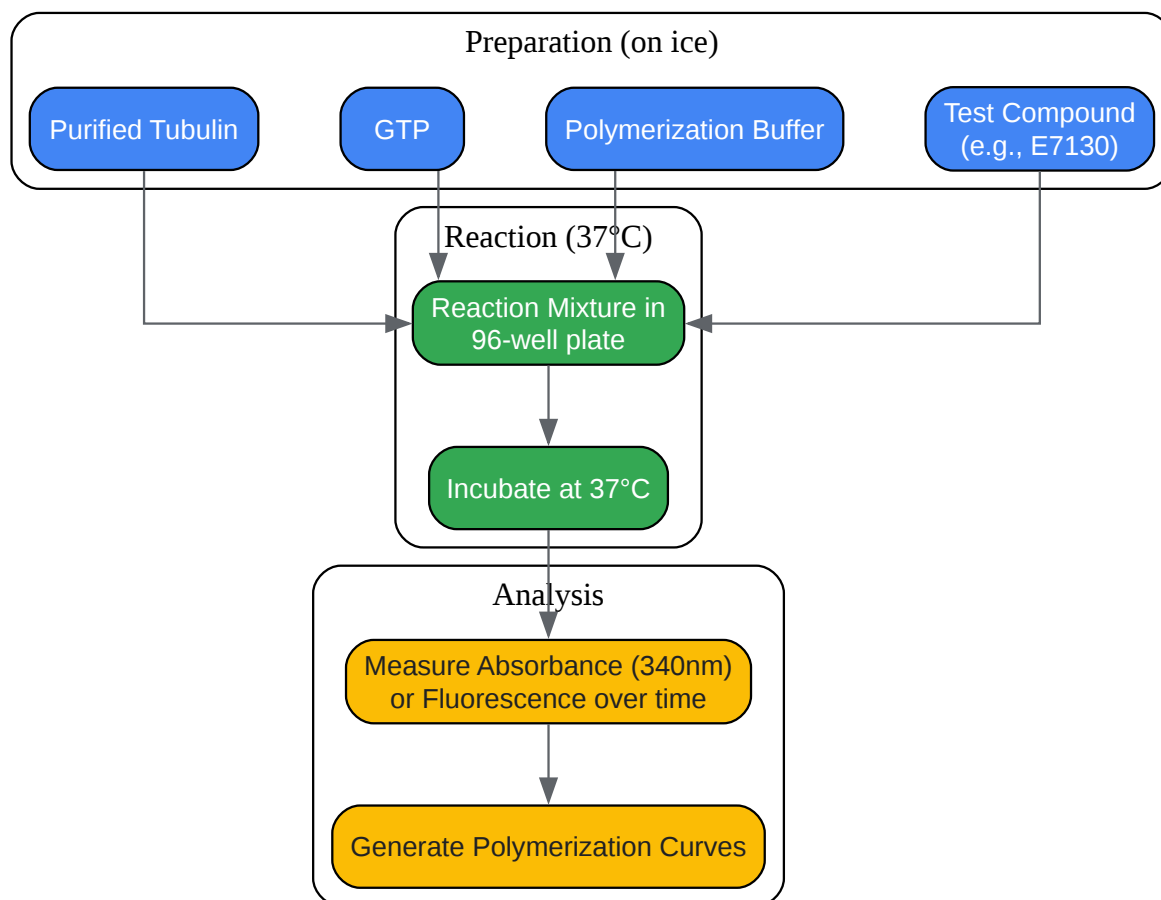 Preparation (on ice)
Purified Tubulin
GTP
Polymerization Buffer
Test Compound
(e.g., E7130)
Reaction (37°C)
Reaction Mixture in
96-well plate
Incubate at 37°C
Analysis
Measure Absorbance (340nm)
or Fluorescence over time
Generate Polymerization Curves